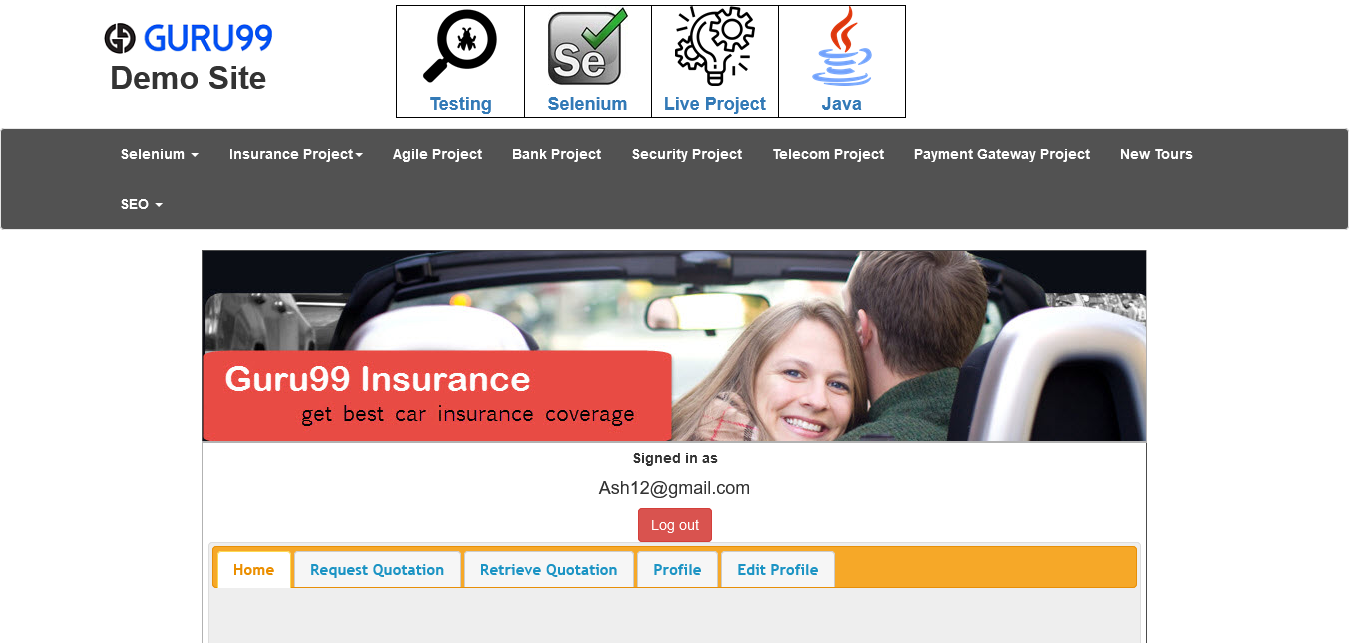 GURU99
Demo Site
Se
Testing Selenium Live Project Java
Selenium Insurance Project Agile Project Bank Project Security Project Telecom Project Payment Gateway Project New Tours
SEO
Guru99 Insurance
get best car insurance coverage
Signed in as
Ash12@gmail.com
Log out
Home Request Quotation Retrieve Quotation Profile Edit Profile